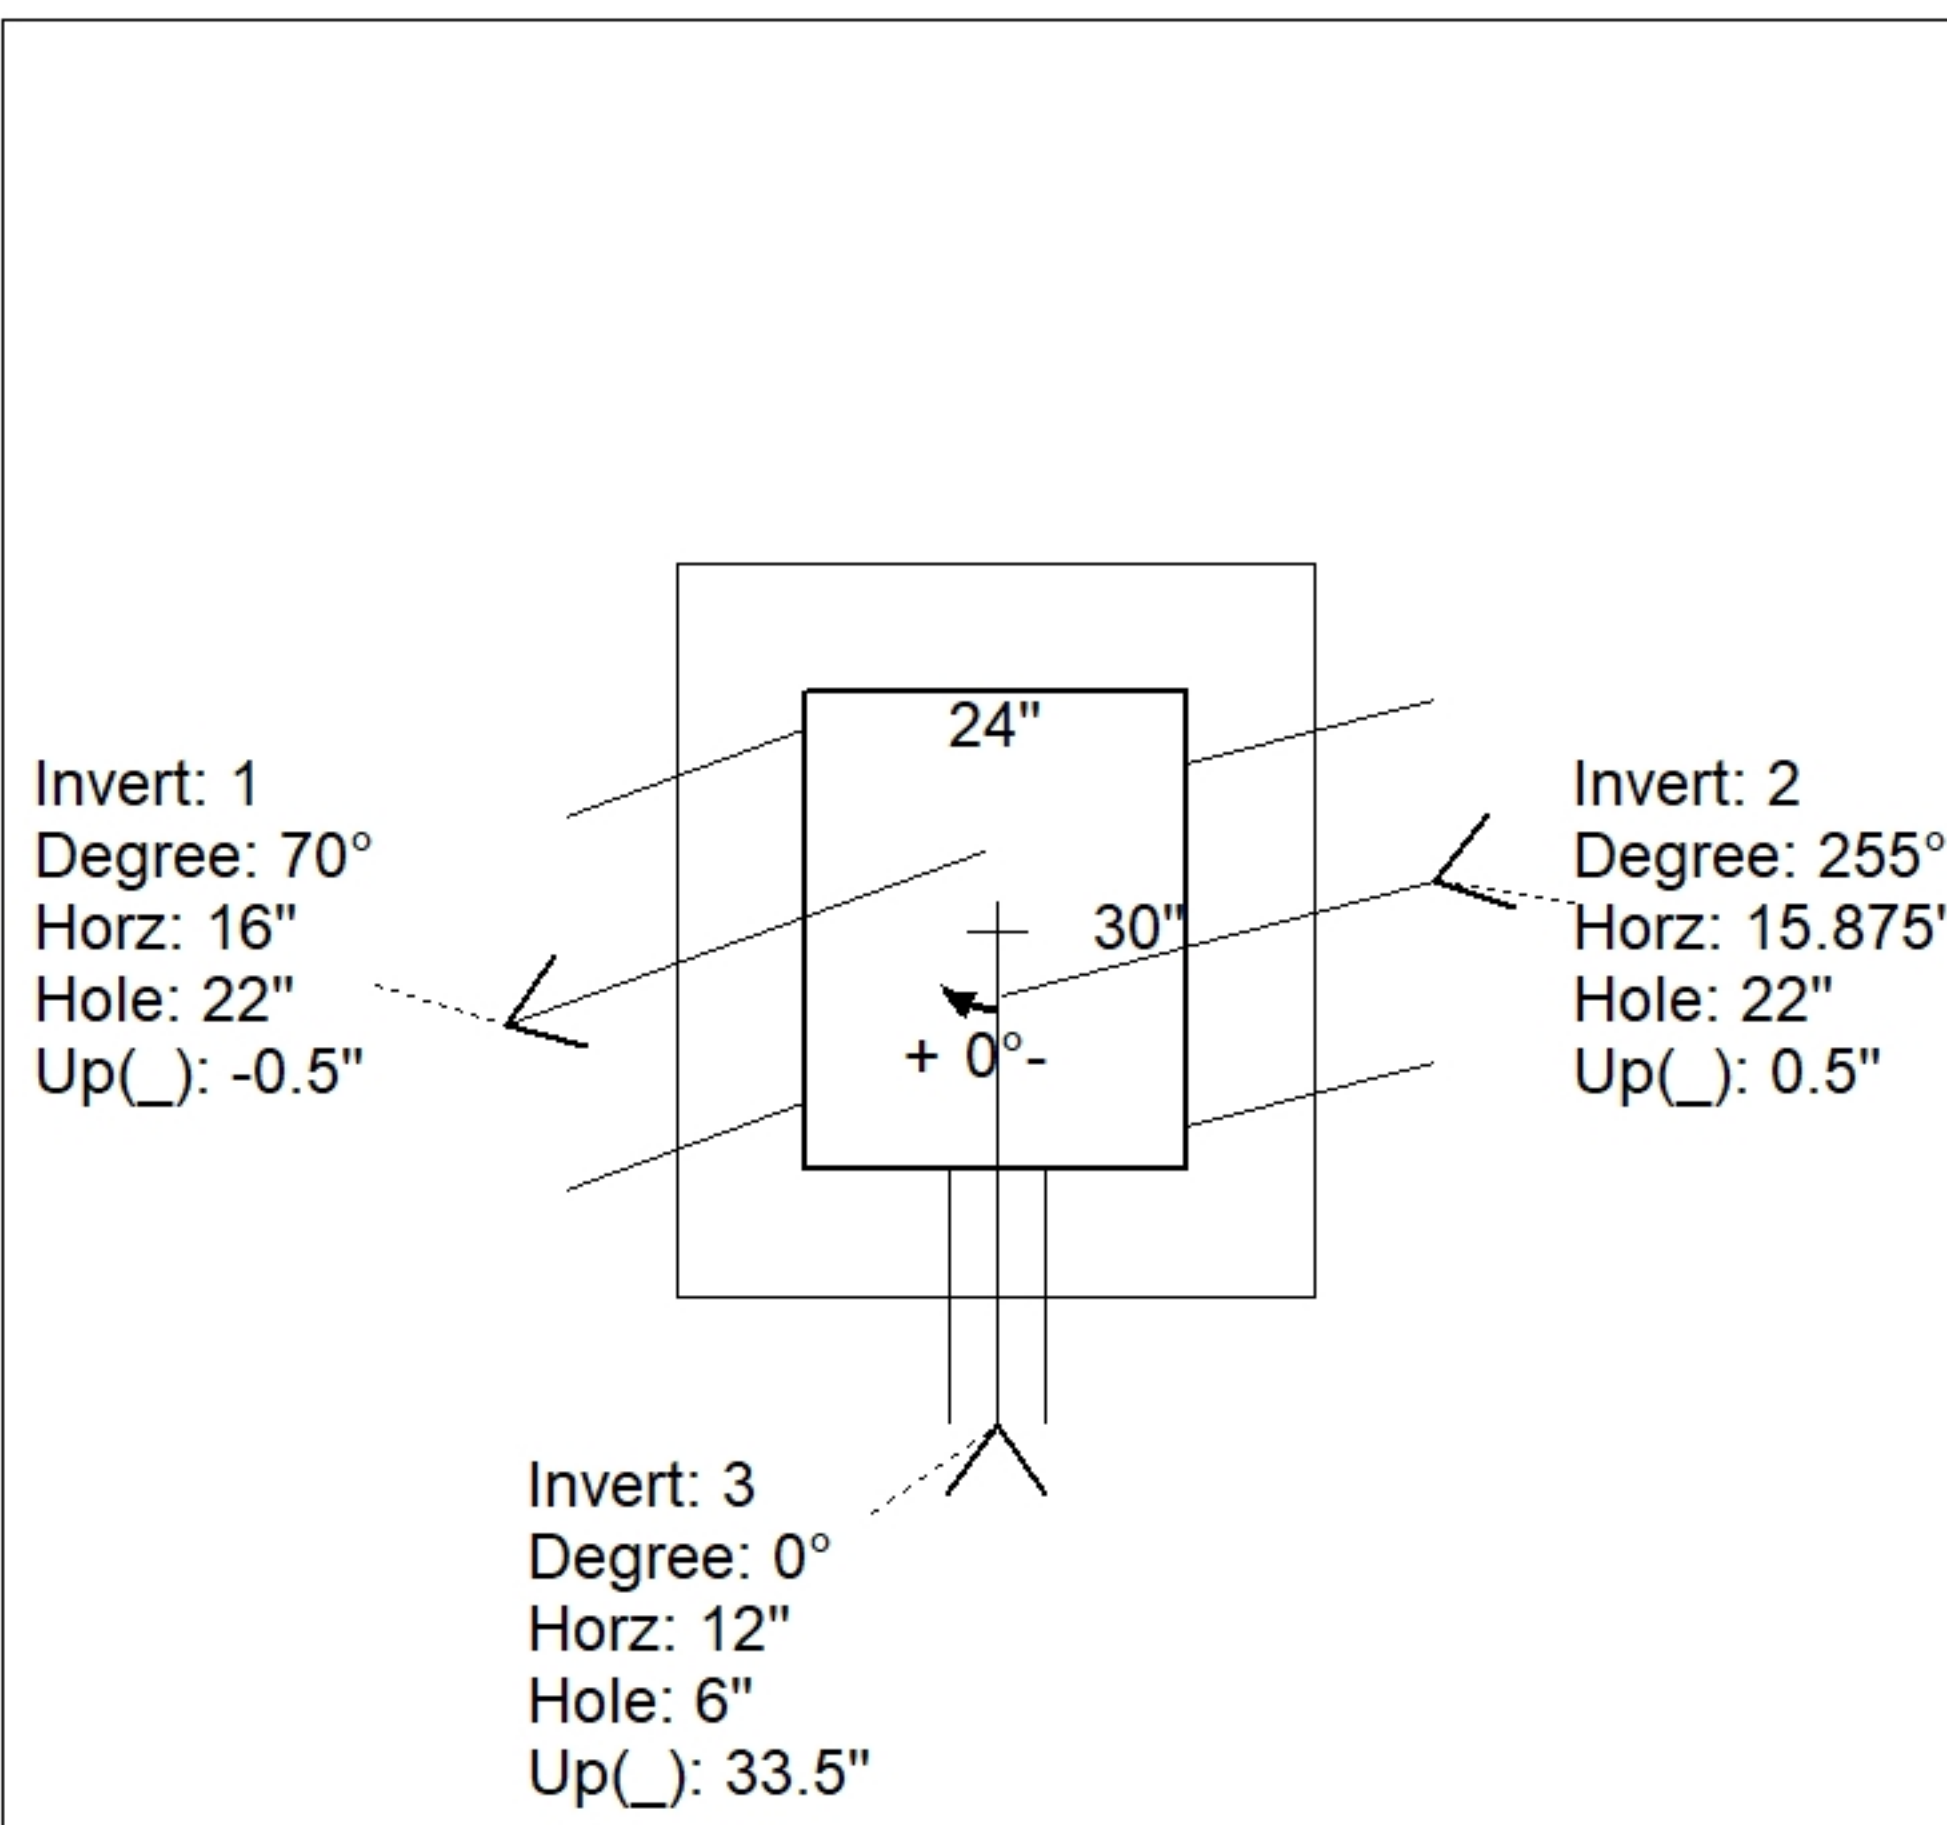 24"
30"
+ 0°-
Invert: 1
Degree: 70°
Horz: 16"
Hole: 22"
Up(_): -0.5"
Invert: 2
Degree: 255°
Horz: 15.875"
Hole: 22"
Up(_): 0.5"
Invert: 3
Degree: 0°
Horz: 12"
Hole: 6"
Up(_): 33.5"